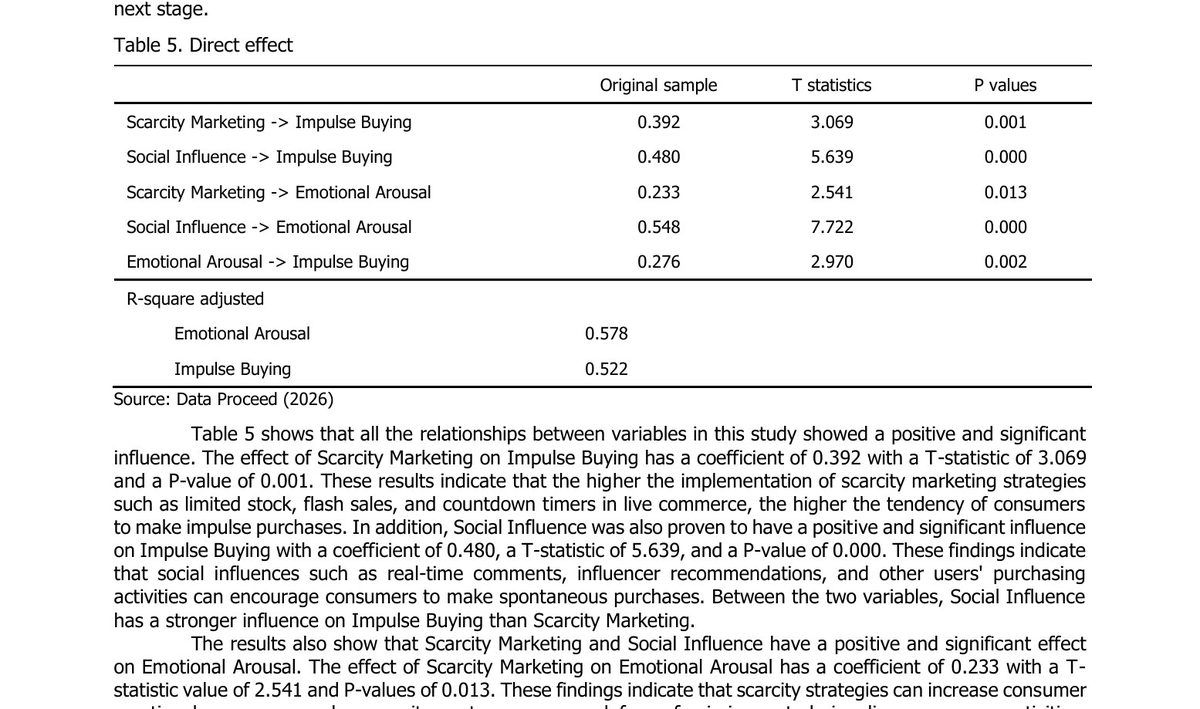 next stage.
Table 5. Direct effect
Original sample T statistics P values
Scarcity Marketing -> Impulse Buying 0.392 3.069 0.001
Social Influence -> Impulse Buying 0.480 5.639 0.000
Scarcity Marketing -> Emotional Arousal 0.233 2.541 0.013
Social Influence -> Emotional Arousal 0.548 7.722 0.000
Emotional Arousal -> Impulse Buying 0.276 2.970 0.002
R-square adjusted
Emotional Arousal 0.578
Impulse Buying 0.522
Source: Data Proceed (2026)
Table 5 shows that all the relationships between variables in this study showed a positive and significant
influence. The effect of Scarcity Marketing on Impulse Buying has a coefficient of 0.392 with a T-statistic of 3.069
and a P-value of 0.001. These results indicate that the higher the implementation of scarcity marketing strategies
such as limited stock, flash sales, and countdown timers in live commerce, the higher the tendency of consumers
to make impulse purchases. In addition, Social Influence was also proven to have a positive and significant influence
on Impulse Buying with a coefficient of 0.480, a T-statistic of 5.639, and a P-value of 0.000. These findings indicate
that social influences such as real-time comments, influencer recommendations, and other users' purchasing
activities can encourage consumers to make spontaneous purchases. Between the two variables, Social Influence
has a stronger influence on Impulse Buying than Scarcity Marketing.
The results also show that Scarcity Marketing and Social Influence have a positive and significant effect
on Emotional Arousal. The effect of Scarcity Marketing on Emotional Arousal has a coefficient of 0.233 with a T-
statistic value of 2.541 and P-values of 0.013. These findings indicate that scarcity strategies can increase consumer